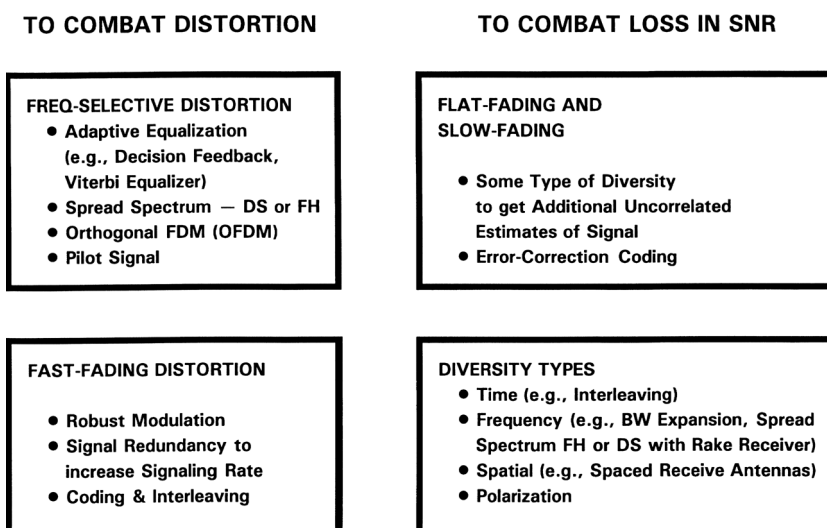 TO COMBAT DISTORTION
FREQ-SELECTIVE DISTORTION
● Adaptive Equalization
(e.g., Decision Feedback,
Viterbi Equalizer)
● Spread Spectrum — DS or FH
● Orthogonal FDM (OFDM)
● Pilot Signal
FAST-FADING DISTORTION
● Robust Modulation
● Signal Redundancy to
increase Signaling Rate
● Coding & Interleaving
TO COMBAT LOSS IN SNR
FLAT-FADING AND
SLOW-FADING
● Some Type of Diversity
to get Additional Uncorrelated
Estimates of Signal
● Error-Correction Coding
DIVERSITY TYPES
● Time (e.g., Interleaving)
● Frequency (e.g., BW Expansion, Spread
Spectrum FH or DS with Rake Receiver)
● Spatial (e.g., Spaced Receive Antennas)
● Polarization